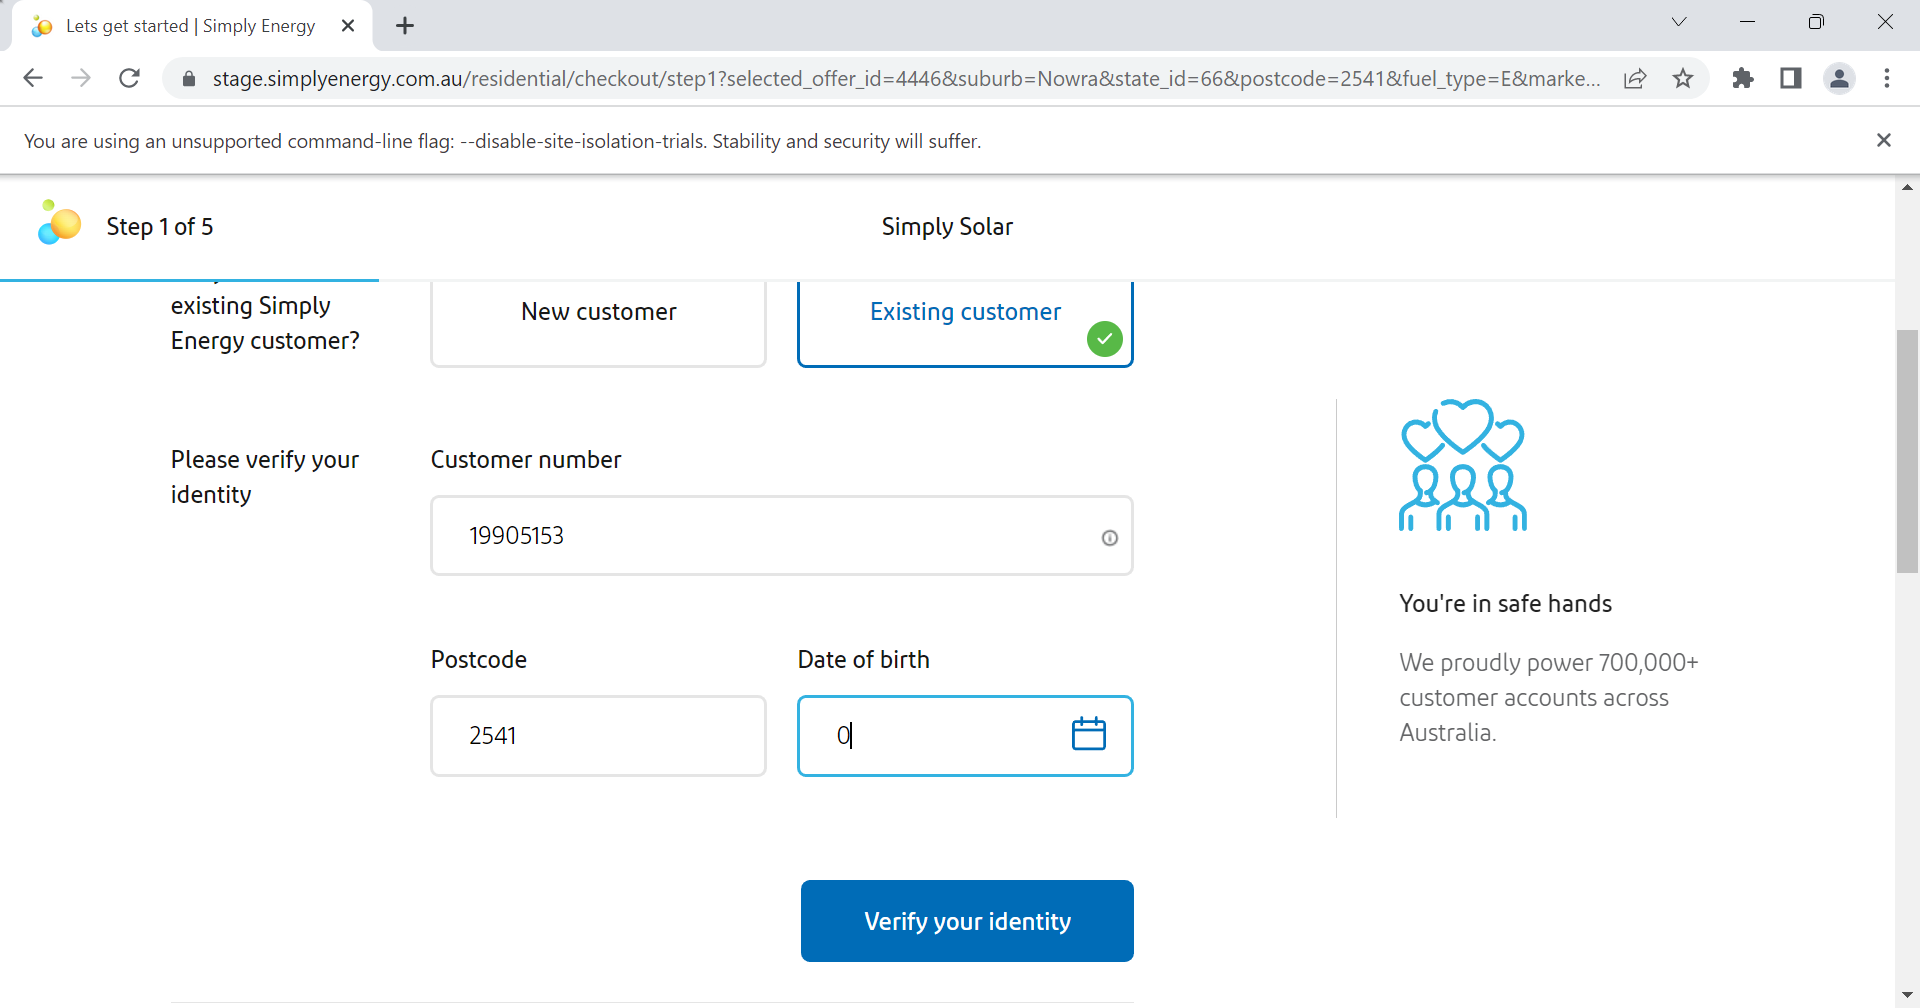 Lets get started | Simply Energy
stage.simplyenergy.com.au/residential/checkout/step1?selected_offer_id=4446&suburb=Nowra&state_id=66&postcode=2541&fuel_type=E&marke...
You are using an unsupported command-line flag: --disable-site-isolation-trials. Stability and security will suffer.
Step 1 of 5
Simply Solar
existing Simply
Energy customer?
New customer
Existing customer
Please verify your
identity
Customer number
19905153
Postcode
Date of birth
2541
0
Verify your identity
You're in safe hands
We proudly power 700,000+
customer accounts across
Australia.